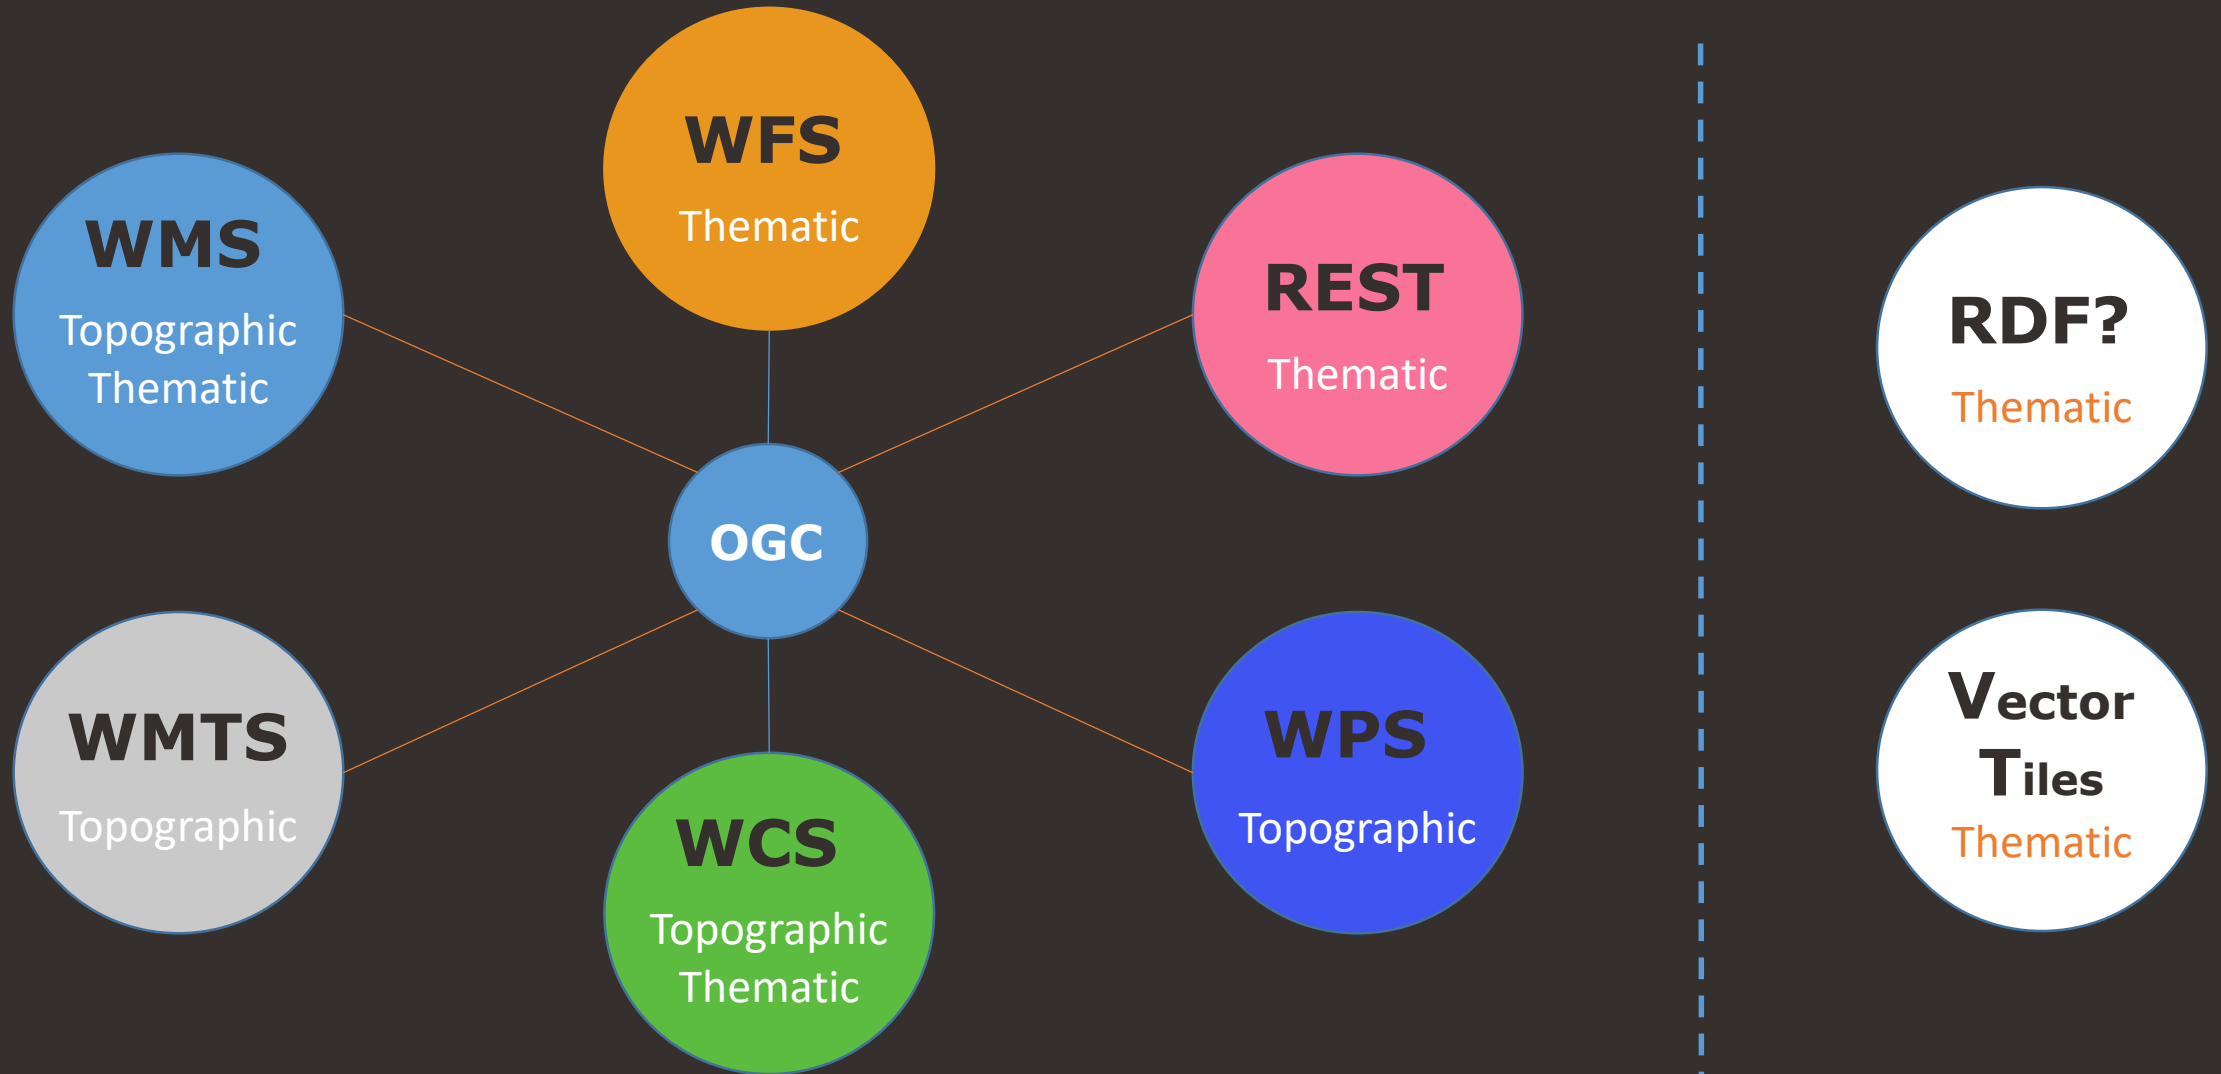 WFS
Thematic
WMS
Topographic
Thematic
REST
Thematic
RDF?
Thematic
OGC
WMTS
Topographic
WCS
Topographic
Thematic
WPS
Topographic
Vector
Tiles
Thematic